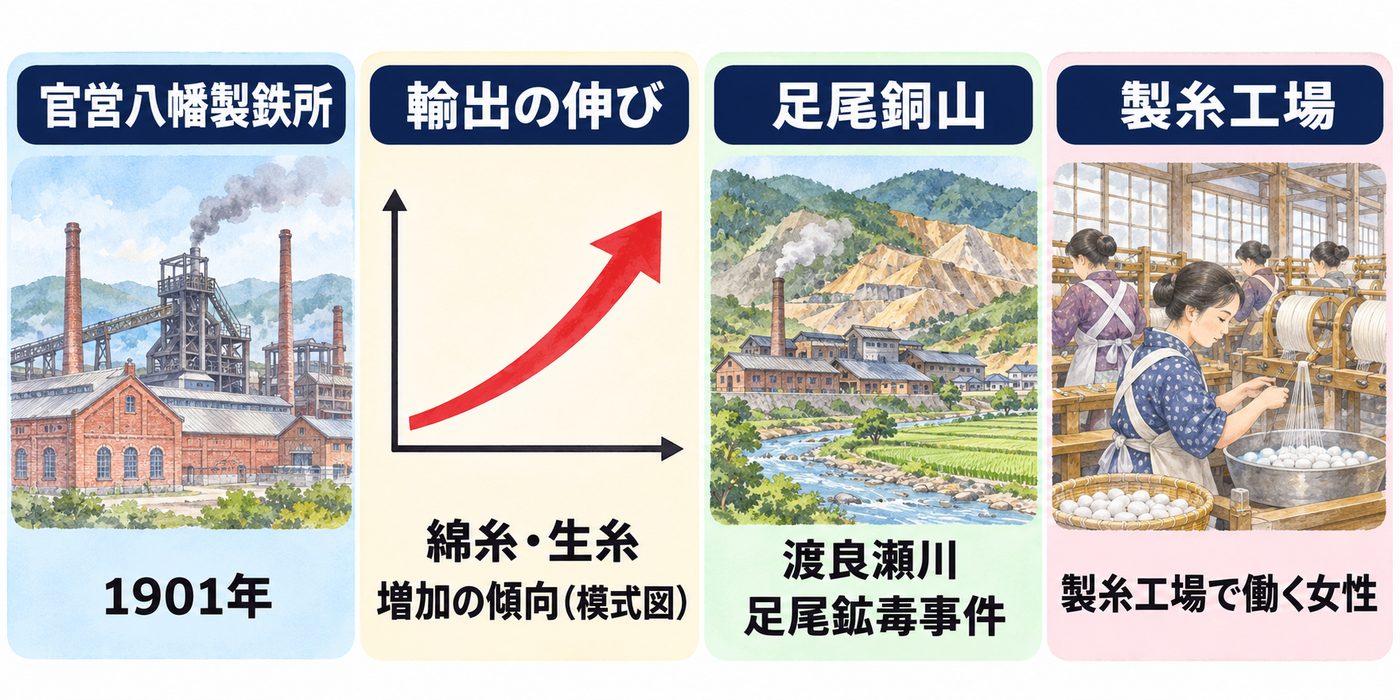 官営八幡製鉄所
1901年
輸出の伸び
綿糸・生糸
増加の傾向(模式図)
足尾銅山
渡良瀬川
足尾鉱毒事件
製糸工場
製糸工場で働く女性